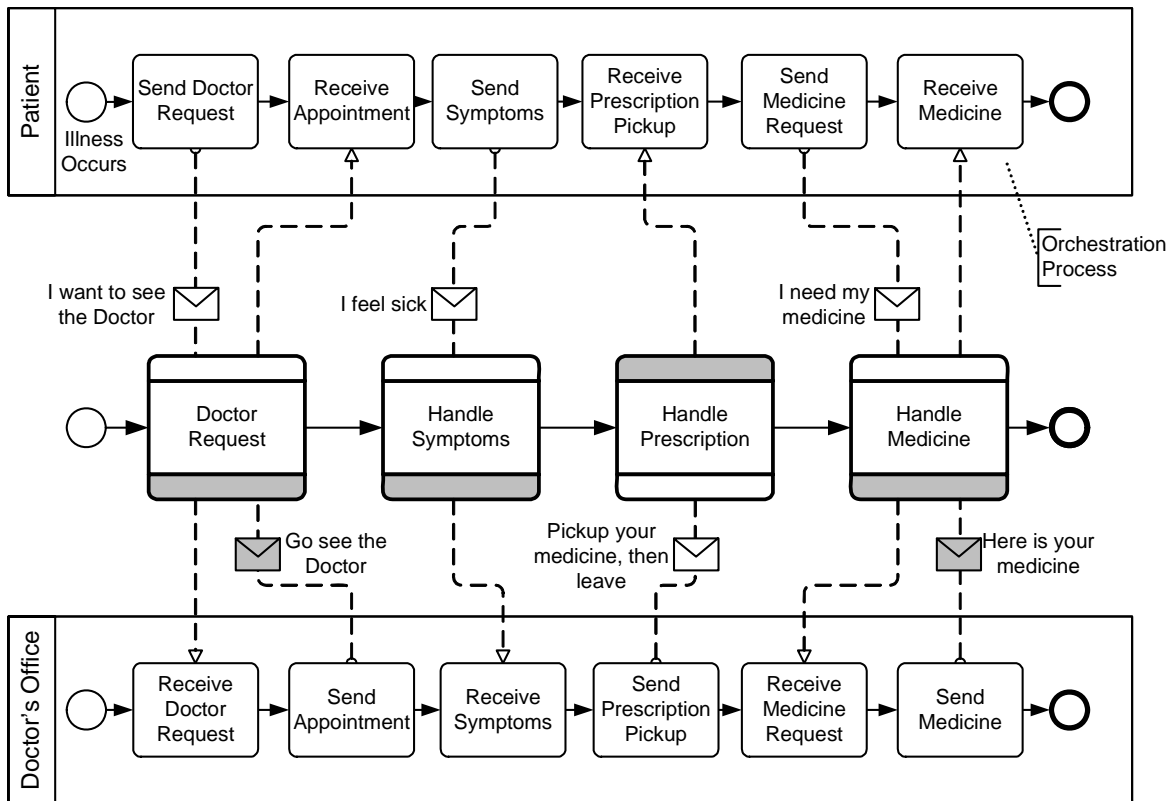 Patient
Send Doctor
Request
Receive
Appointment
Send
Symptoms
Receive
Prescription
Pickup
Send
Medicine
Request
Receive
Medicine
Illness
Occurs
Orchestration
Process
I want to see
the Doctor
I feel sick
I need my
medicine
Doctor
Request
Handle
Symptoms
Handle
Prescription
Handle
Medicine
Go see the
Doctor
Pickup your
medicine, then
leave
Here is your
medicine
Doctor’s Office
Receive
Doctor
Request
Send
Appointment
Receive
Symptoms
Send
Prescription
Pickup
Receive
Medicine
Request
Send
Medicine